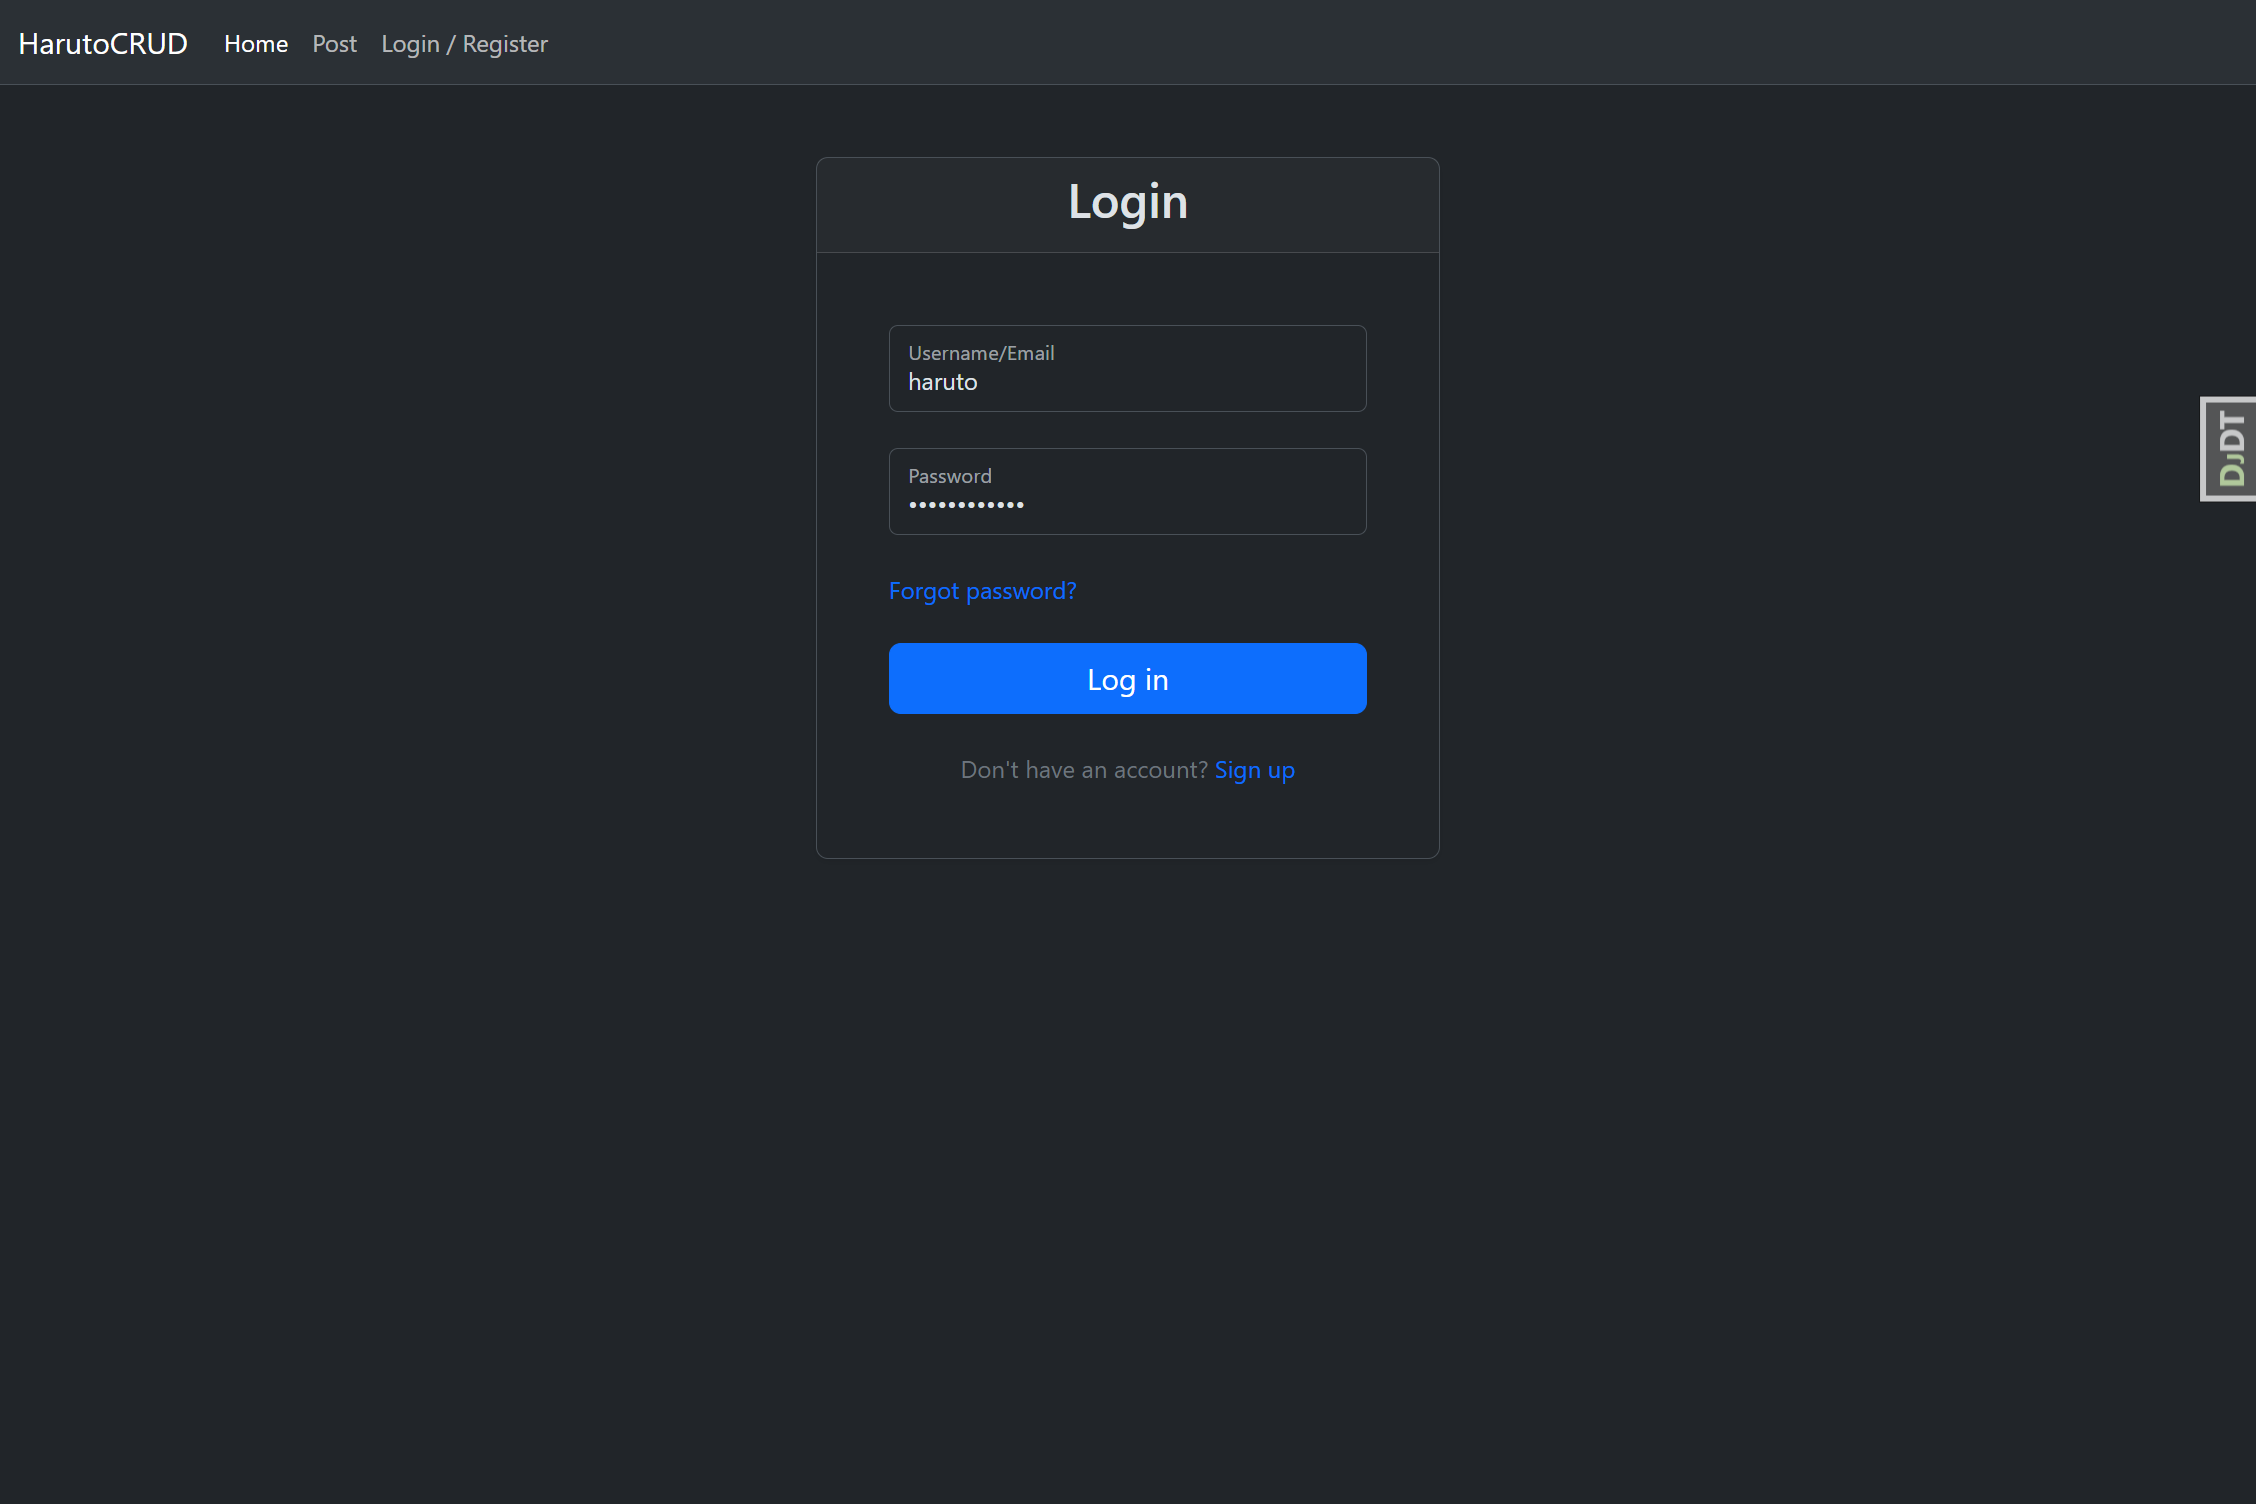 HarutoCRUD Home Post Login / Register
Login
Username/Email
haruto
Password
••••••••••••
Forgot password?
Log in
Don't have an account? Sign up
DJDT